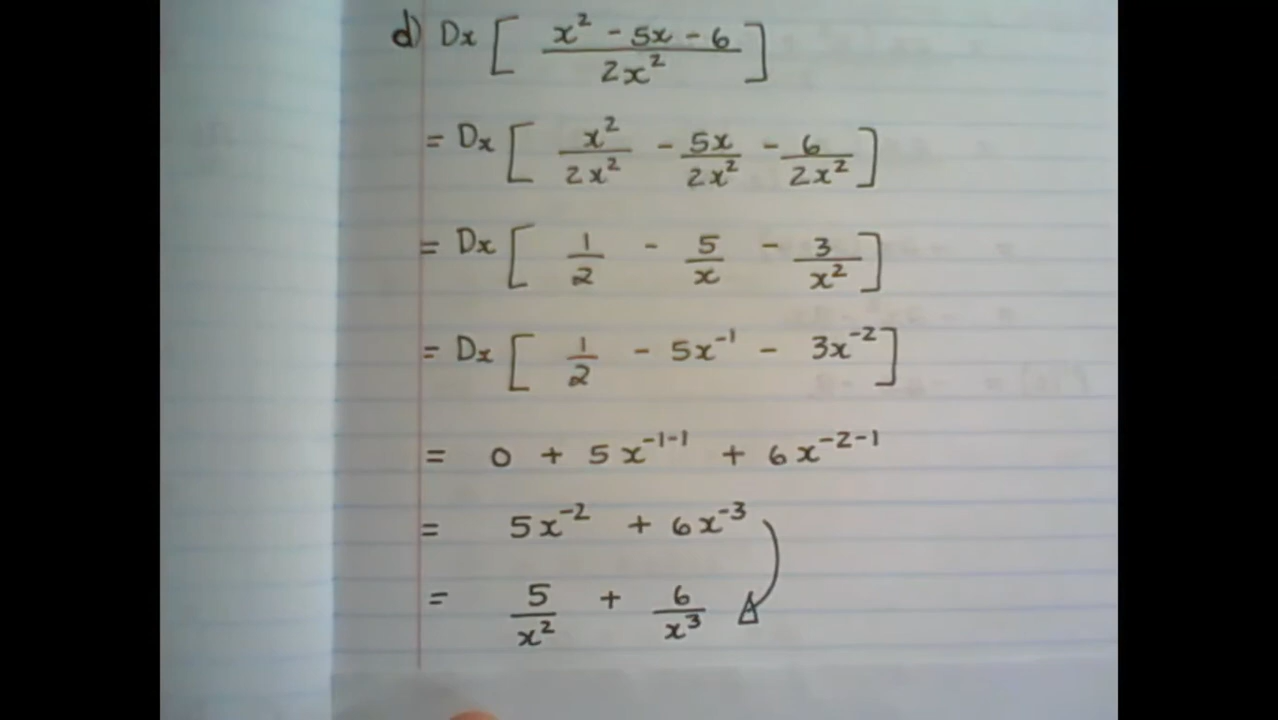 d) Dx [ (x² - 5x - 6) / 2x² ]
= Dx [ x²/2x² - 5x/2x² - 6/2x² ]
= Dx [ 1/2 - 5/x - 3/x² ]
= Dx [ 1/2 - 5x⁻¹ - 3x⁻² ]
= 0 + 5x⁻¹⁻¹ + 6x⁻²⁻¹
= 5x⁻² + 6x⁻³
= 5/x² + 6/x³